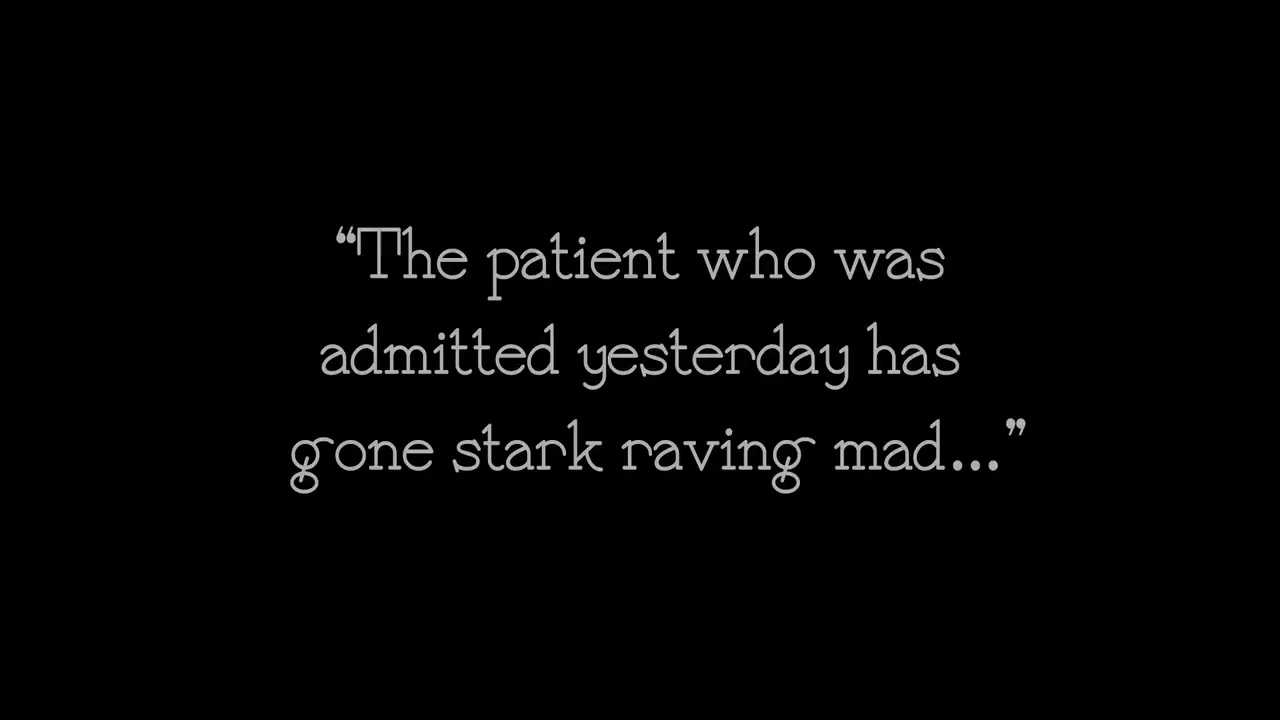 “The patient who was
admitted yesterday has
gone stark raving mad...”